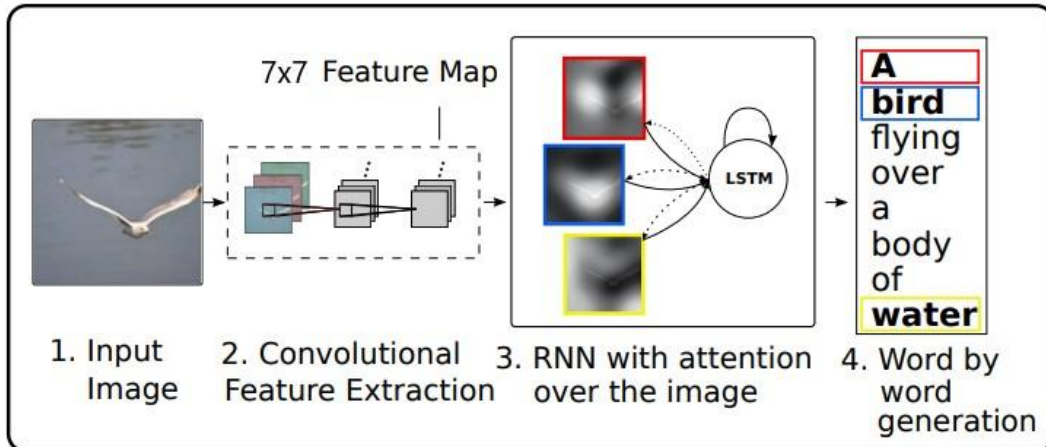 7x7 Feature Map
LSTM
A
bird
flying
over
a
body
of
water
1. Input
Image
2. Convolutional
Feature Extraction
3. RNN with attention
over the image
4. Word by
word
generation